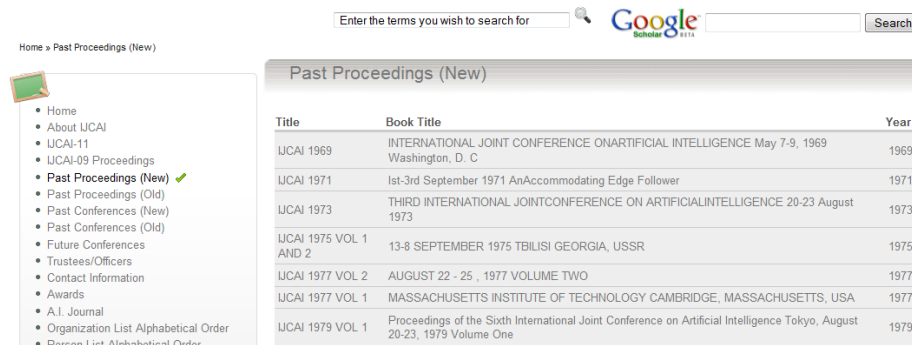 Enter the terms you wish to search for
Google
Scholar BETA
Search
Home » Past Proceedings (New)
Past Proceedings (New)
Home
About IJCAI
IJCAI-11
IJCAI-09 Proceedings
Past Proceedings (New)
Past Proceedings (Old)
Past Conferences (New)
Past Conferences (Old)
Future Conferences
Trustees/Officers
Contact Information
Awards
A.I. Journal
Organization List Alphabetical Order
Person List Alphabetical Order
Title Book Title Year
IJCAI 1969 INTERNATIONAL JOINT CONFERENCE ONARTIFICIAL INTELLIGENCE May 7-9, 1969 1969
Washington, D. C
IJCAI 1971 Ist-3rd September 1971 AnAccommodating Edge Follower 1971
IJCAI 1973 THIRD INTERNATIONAL JOINTCONFERENCE ON ARTIFICIALINTELLIGENCE 20-23 August 1973
1973
IJCAI 1975 VOL 1 13-8 SEPTEMBER 1975 TBILISI GEORGIA, USSR 1975
AND 2
IJCAI 1977 VOL 2 AUGUST 22 - 25 , 1977 VOLUME TWO 1977
IJCAI 1977 VOL 1 MASSACHUSETTS INSTITUTE OF TECHNOLOGY CAMBRIDGE, MASSACHUSETTS, USA 1977
IJCAI 1979 VOL 1 Proceedings of the Sixth International Joint Conference on Artificial Intelligence Tokyo, August 1979
20-23, 1979 Volume One